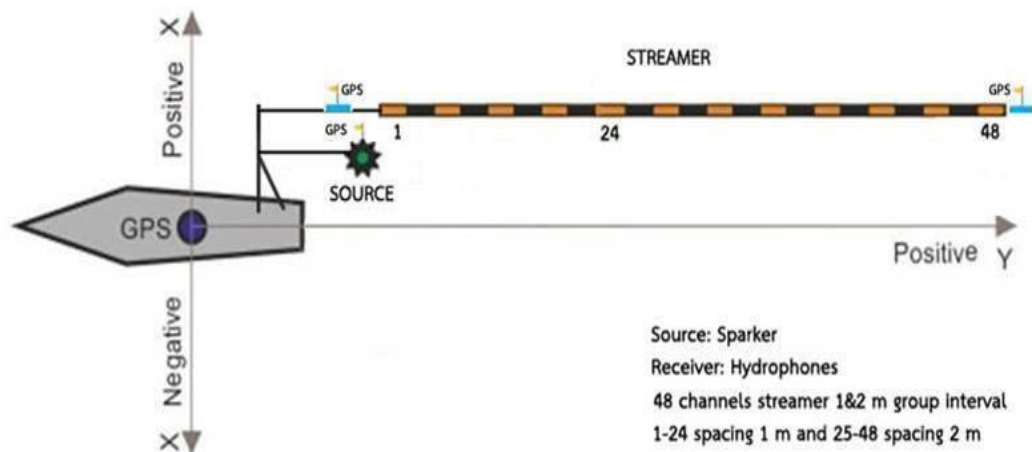 X
Positive
STREAMER
GPS
GPS
1
24
48
GPS
SOURCE
GPS
Positive Y
Negative
X
Source: Sparker
Receiver: Hydrophones
48 channels streamer 1&2 m group interval
1-24 spacing 1 m and 25-48 spacing 2 m